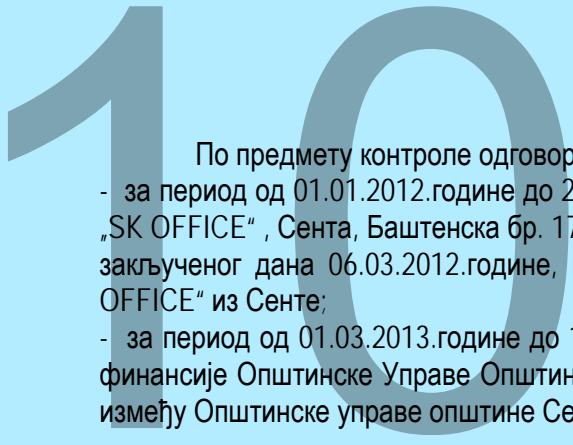 10
По предмету контроле одговор
- за период од 01.01.2012.године до 2
„SK OFFICE“ , Сента, Баштенска бр. 17
закљученог дана 06.03.2012.године,
OFFICE“ из Сенте;
- за период од 01.03.2013.године до 1
финансије Општинске Управе Општин
између Општинске управе општине Се